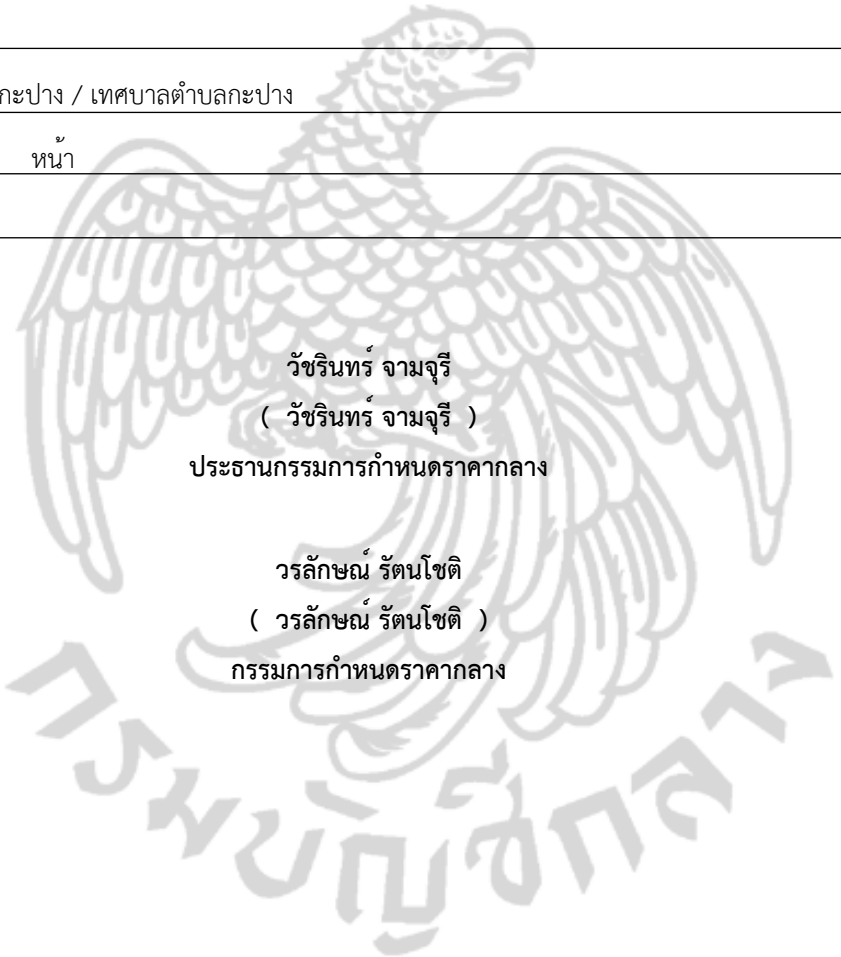 กะปาง / เทศบาลตำบลกะปาง
หน้า
วัชรินทร์ จามจุรี
( วัชรินทร์ จามจุรี )
ประธานกรรมการกำหนดราคากลาง
วรลักษณ์ รัตนโชติ
( วรลักษณ์ รัตนโชติ )
กรรมการกำหนดราคากลาง
กรมบัญชีกลาง